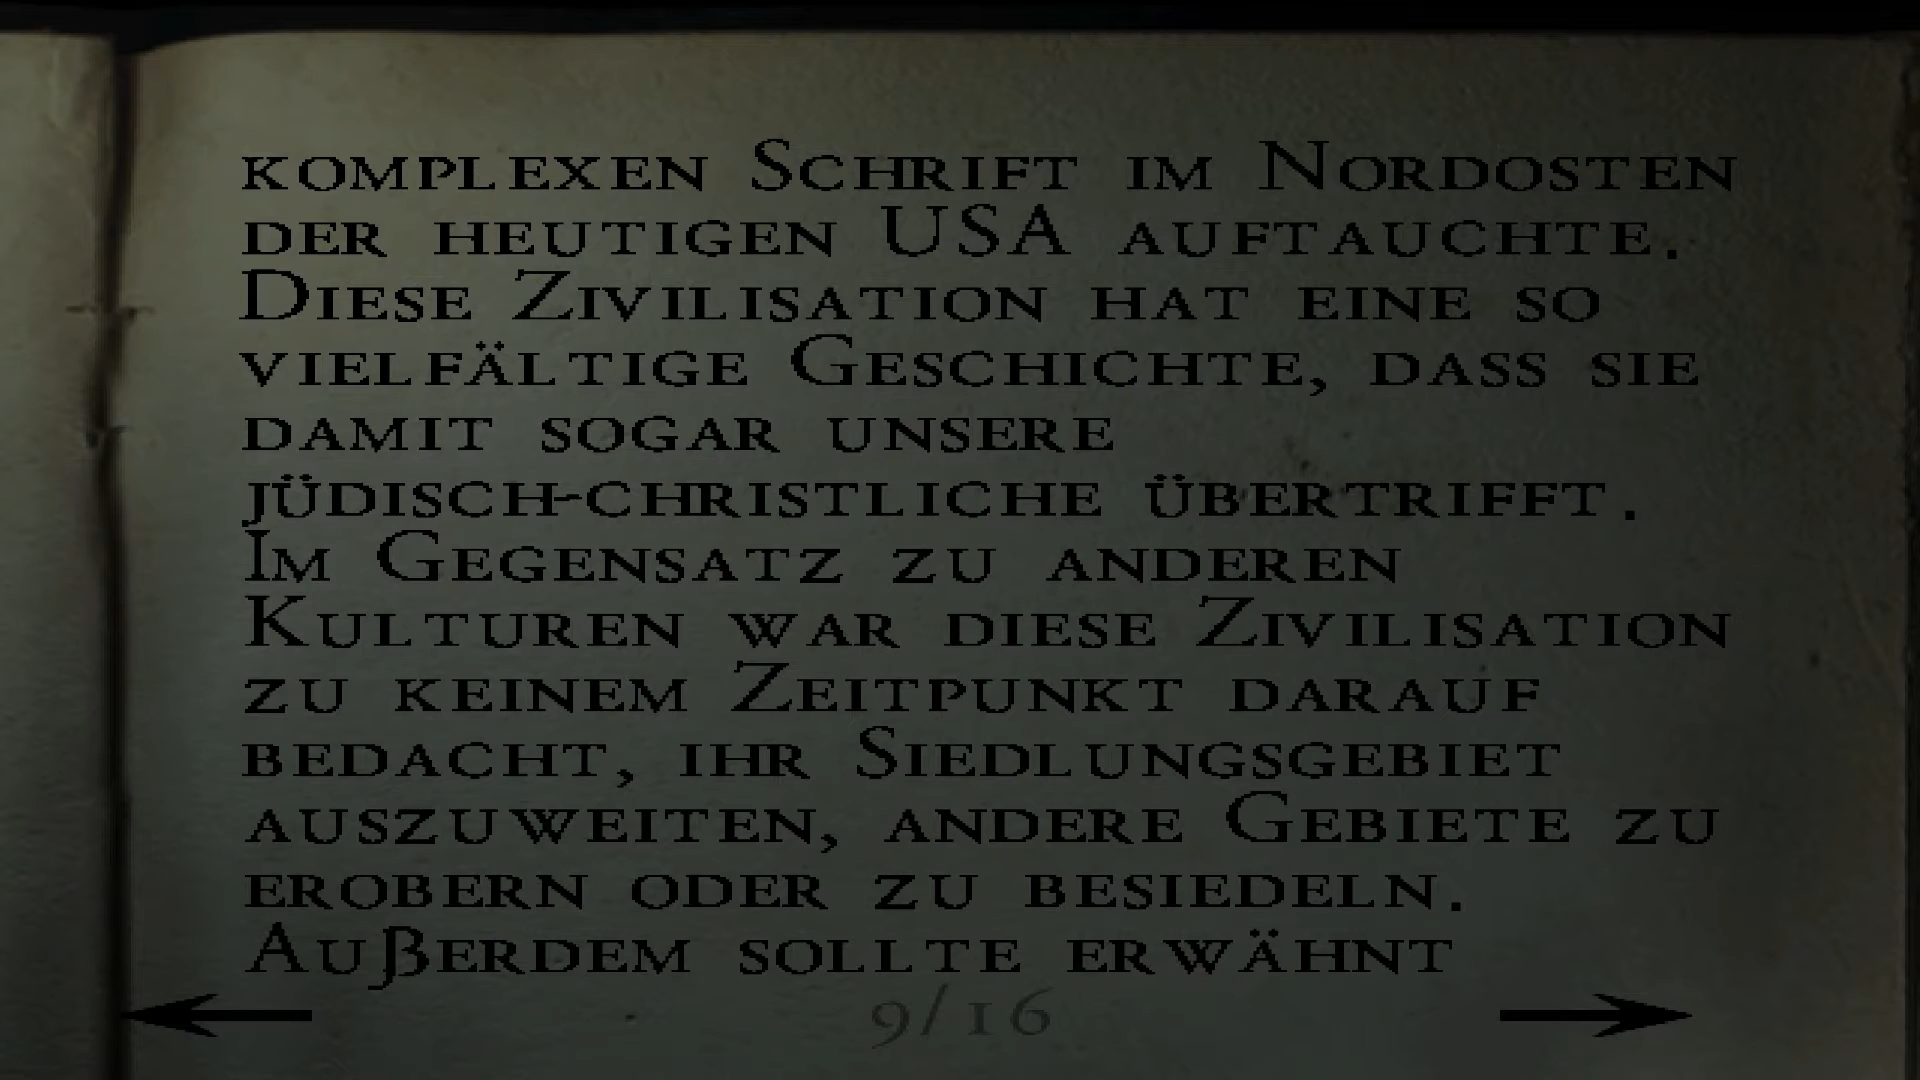 komplexen Schrift im Nordosten
der heutigen USA auftauchte.
Diese Zivilisation hat eine so
vielfältige Geschichte, dass sie
damit sogar unsere
jüdisch-christliche übertrifft.
Im Gegensatz zu anderen
Kulturen war diese Zivilisation
zu keinem Zeitpunkt darauf
bedacht, ihr Siedlungsgebiet
auszuweiten, andere Gebiete zu
erobern oder zu besiedeln.
Außerdem sollte erwähnt
9/16